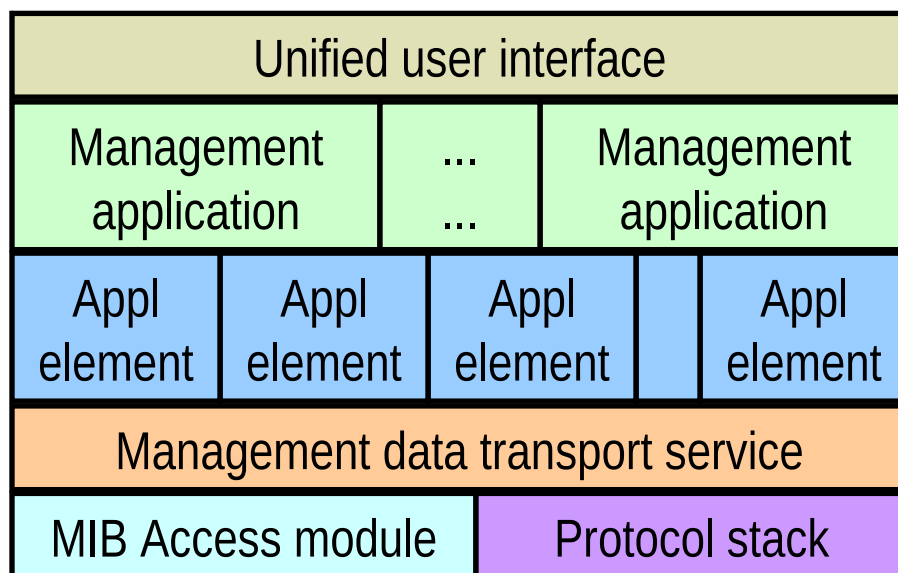 Unified user interface
Management
application
...
...
Management
application
Appl
element
Appl
element
Appl
element
Appl
element
Management data transport service
MIB Access module
Protocol stack